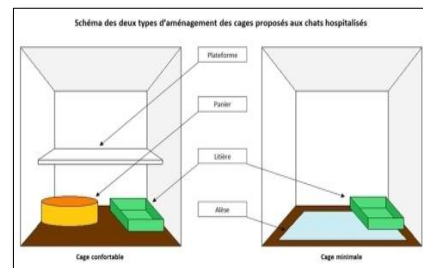 Schéma des deux types d'aménagement des cages proposés aux chats hospitalisés
Plateforme
Panier
Litière
Alèse
Cage confortable
Cage minimale